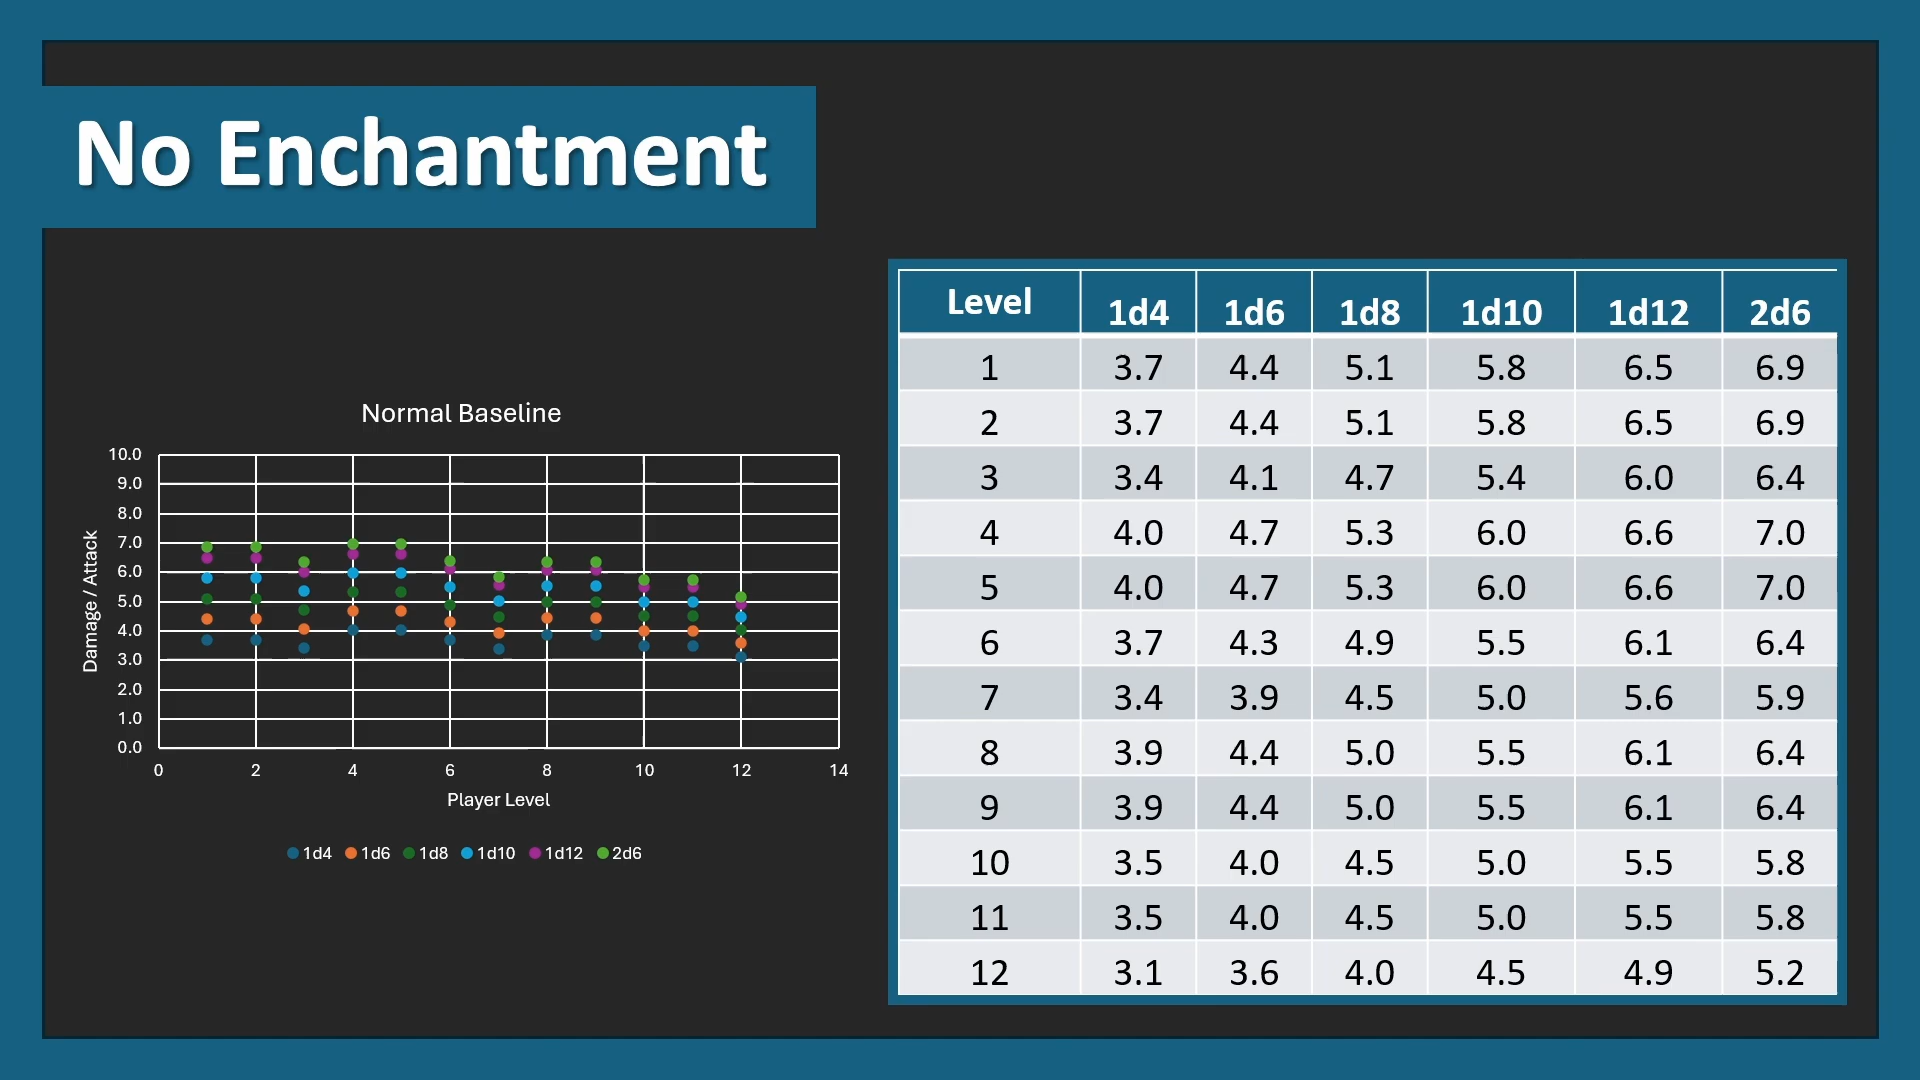 No Enchantment
Normal Baseline
10.0
9.0
8.0
7.0
6.0
5.0
4.0
3.0
2.0
1.0
0.0
Damage / Attack
0 2 4 6 8 10 12 14
Player Level
1d4 1d6 1d8 1d10 1d12 2d6
Level 1d4 1d6 1d8 1d10 1d12 2d6
1 3.7 4.4 5.1 5.8 6.5 6.9
2 3.7 4.4 5.1 5.8 6.5 6.9
3 3.4 4.1 4.7 5.4 6.0 6.4
4 4.0 4.7 5.3 6.0 6.6 7.0
5 4.0 4.7 5.3 6.0 6.6 7.0
6 3.7 4.3 4.9 5.5 6.1 6.4
7 3.4 3.9 4.5 5.0 5.6 5.9
8 3.9 4.4 5.0 5.5 6.1 6.4
9 3.9 4.4 5.0 5.5 6.1 6.4
10 3.5 4.0 4.5 5.0 5.5 5.8
11 3.5 4.0 4.5 5.0 5.5 5.8
12 3.1 3.6 4.0 4.5 4.9 5.2